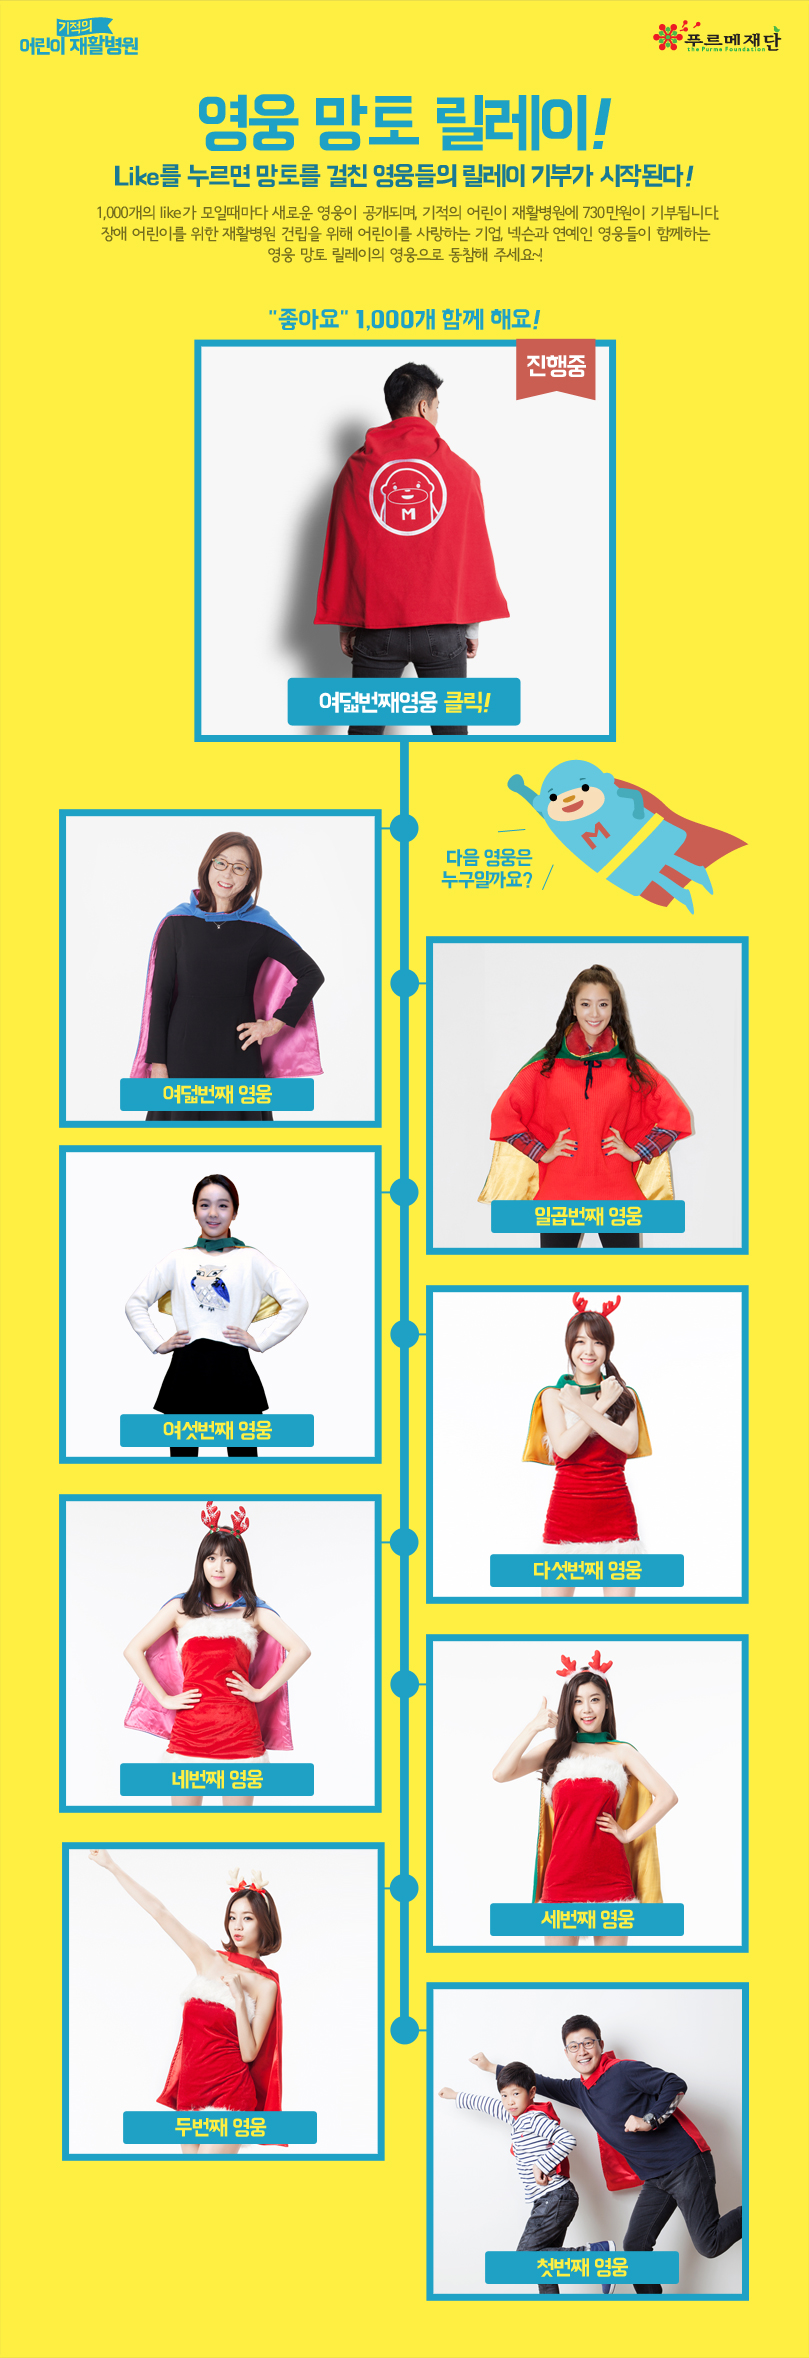 기적의
어린이 재활병원
푸르메재단
the Purme Foundation
영웅 망토 릴레이!
Like를 누르면 망토를 걸친 영웅들의 릴레이 기부가 시작된다!
1,000개의 like가 모일때마다 새로운 영웅이 공개되며, 기적의 어린이 재활병원에 730만원이 기부됩니다.
장애 어린이를 위한 재활병원 건립을 위해 어린이를 사랑하는 기업, 넥슨과 연예인 영웅들이 함께하는
영웅 망토 릴레이의 영웅으로 동참해 주세요~!
"좋아요" 1,000개 함께 해요!
진행중
M
여덟번째영웅 클릭!
M
다음 영웅은
누구일까요?
여덟번째 영웅
일곱번째 영웅
여섯번째 영웅
다섯번째 영웅
네번째 영웅
세번째 영웅
두번째 영웅
첫번째 영웅